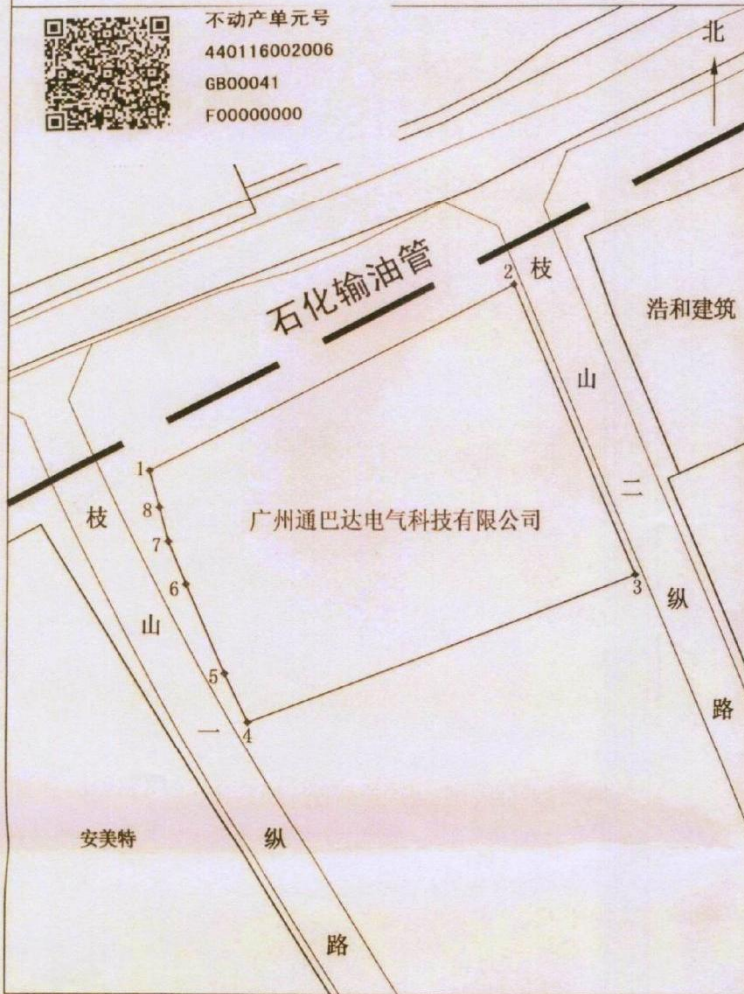 不动产单元号
440116002006
GB00041
F00000000
北
石化输油管
2
枝山二纵路
浩和建筑
1
8
7
6
5
4
3
广州通巴达电气科技有限公司
枝山一纵路
安美特